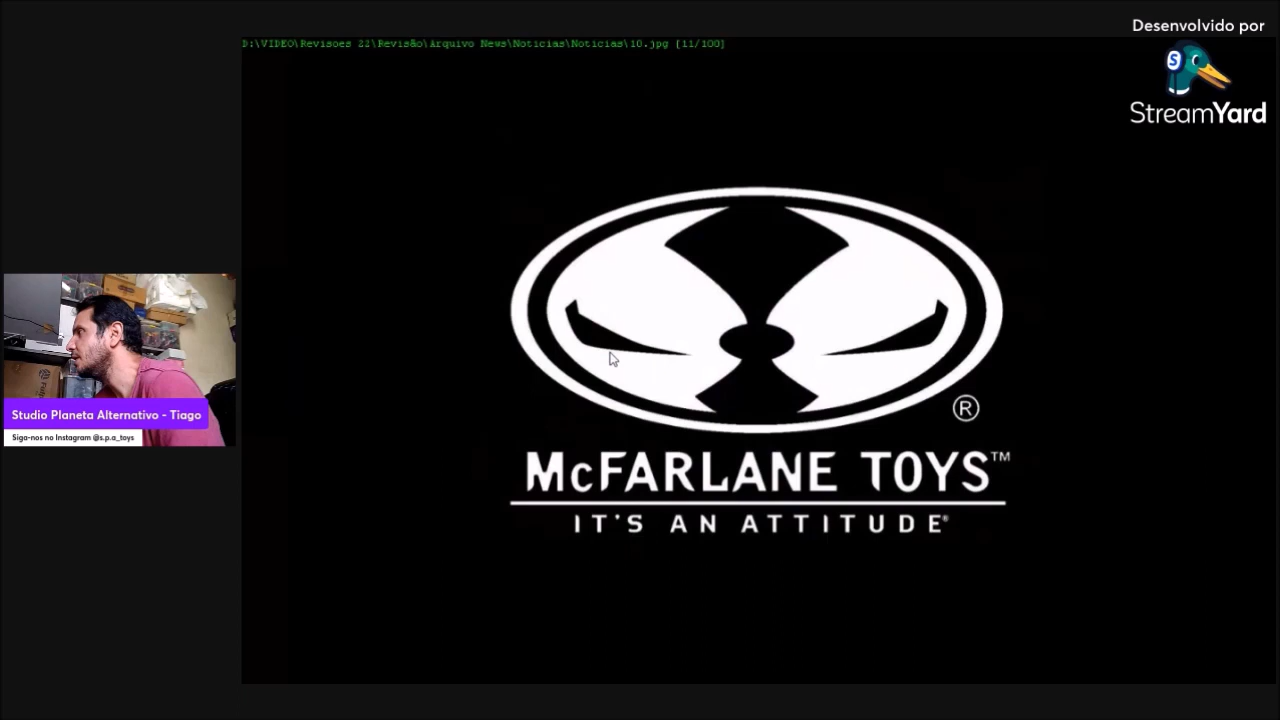 Desenvolvido por
StreamYard
D:\VIDEO\Revisoes 22\Revisão\Arquivo News\Noticias\Noticias\10.jpg [11/100]
S
®
McFARLANE TOYS™
IT'S AN ATTITUDE®
Studio Planeta Alternativo - Tiago
Siga-nos no Instagram @s.p.a_toys